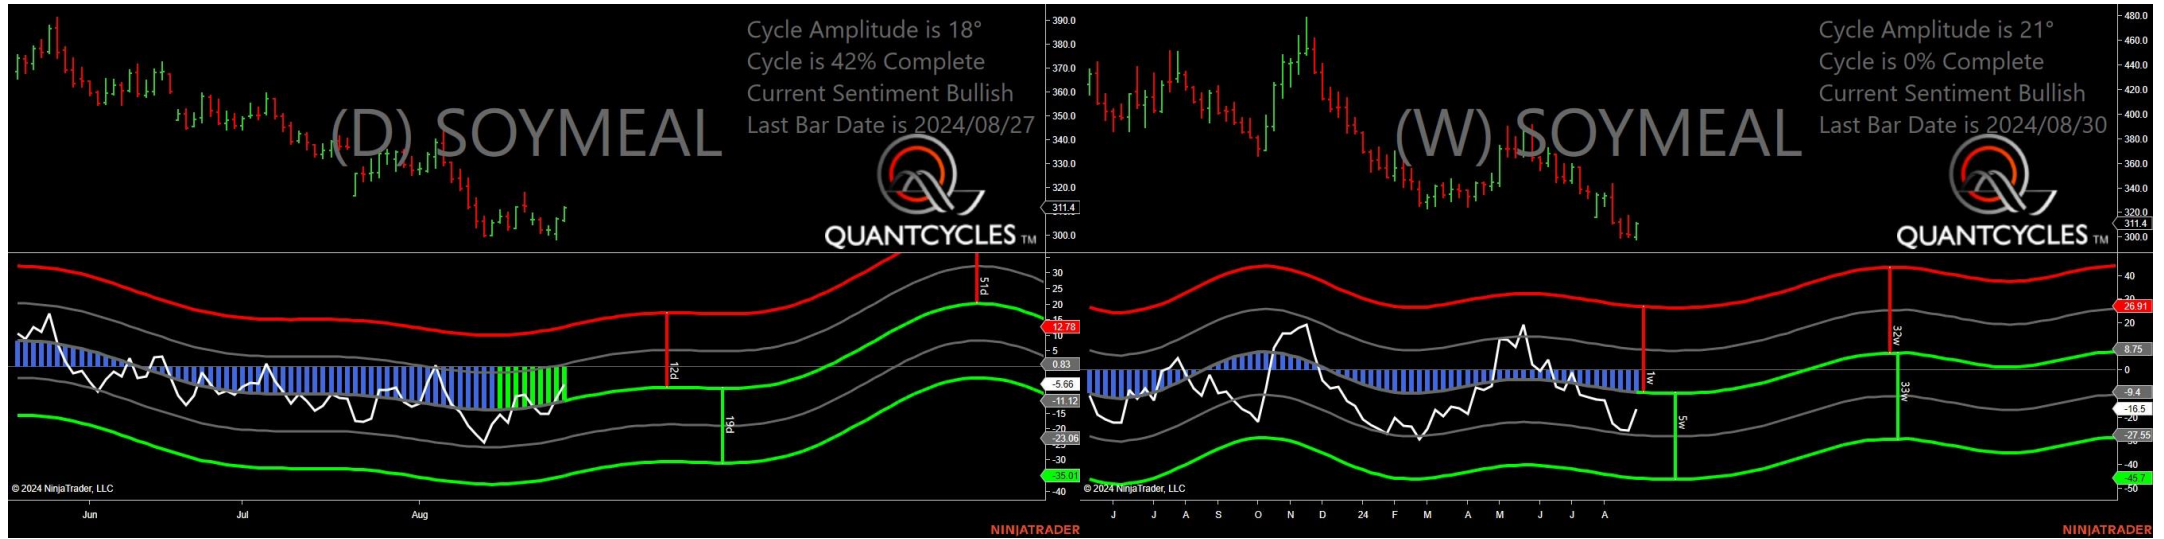 Cycle Amplitude is 18°
Cycle is 42% Complete
Current Sentiment Bullish
Last Bar Date is 2024/08/27
(D) SOYMEAL
QUANTCYCLES TM
390.0
380.0
370.0
360.0
350.0
340.0
330.0
320.0
311.4
300.0
30
25
20
15
12.78
10
5
0.83
-5.66
-11.12
-15
-20
-23.06
-30
-35.01
-40
12d
19d
51d
© 2024 NinjaTrader, LLC
Jun
Jul
Aug
NINJATRADER
Cycle Amplitude is 21°
Cycle is 0% Complete
Current Sentiment Bullish
Last Bar Date is 2024/08/30
(W) SOYMEAL
QUANTCYCLES TM
480.0
460.0
440.0
420.0
400.0
380.0
360.0
340.0
320.0
311.4
300.0
40
26.91
20
8.75
0
-9.4
-16.5
-20
-27.55
-40
-45.7
-50
1w
5w
32w
33w
© 2024 NinjaTrader, LLC
J
J
A
S
O
N
D
24
F
M
A
M
J
J
A
NINJATRADER